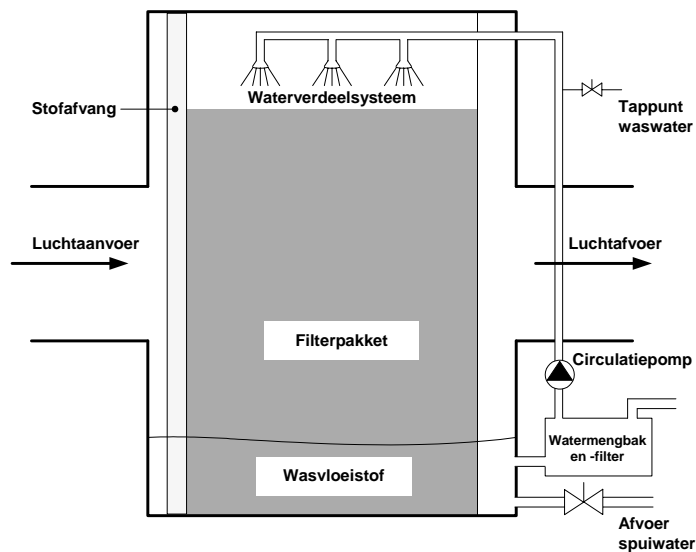 Waterverdeelsysteem
Stofafvang
Tappunt
waswater
Luchtaanvoer
Luchtafvoer
Filterpakket
Circulatiepomp
Watermengbak
en -filter
Wasvloeistof
Afvoer
spuiwater